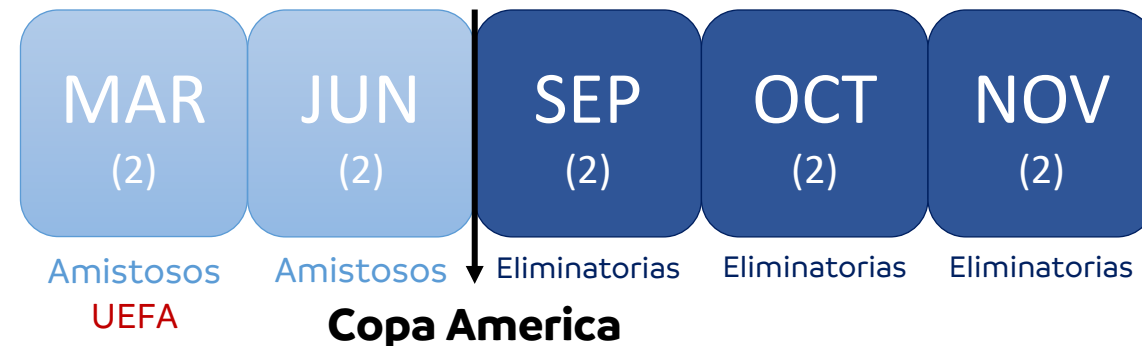 MAR JUN SEP OCT NOV
(2) (2) (2) (2) (2)
Amistosos Amistosos Eliminatorias Eliminatorias Eliminatorias
UEFA
Copa America